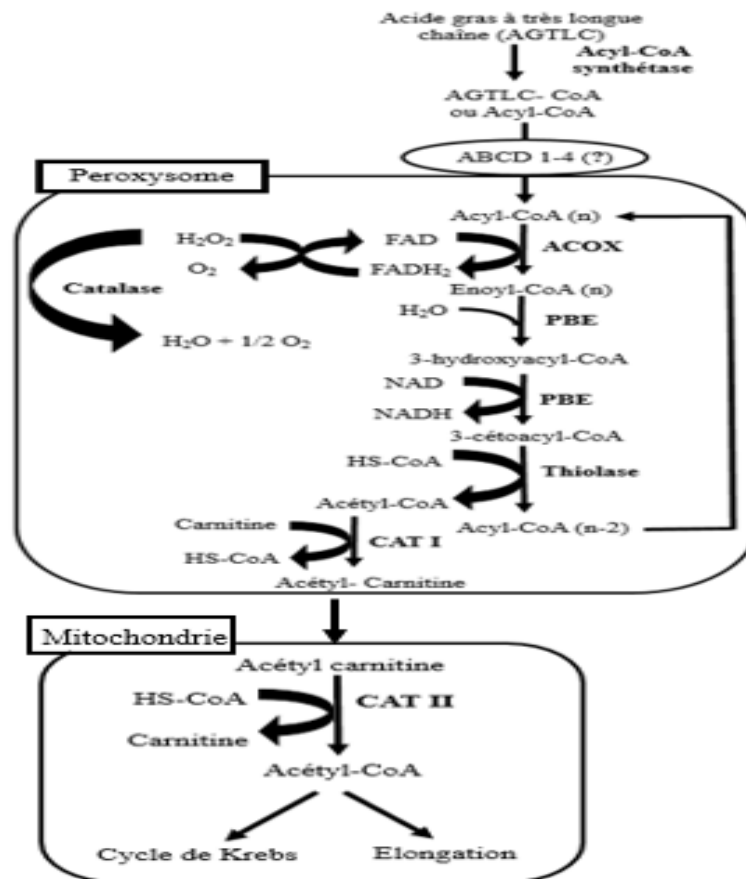 Acide gras à très longue
chaîne (AGTLC)
Acyl-CoA
synthétase
AGTLC- CoA
ou Acyl-CoA
ABCD 1-4 (?)
Peroxysome
Acyl-CoA (n)
H₂O₂
FAD
ACOX
O₂
FADH₂
Catalase
Enoyl-CoA (n)
H₂O
PBE
H₂O + 1/2 O₂
3-hydroxyacyl-CoA
NAD
PBE
NADH
3-cétoacyl-CoA
HS-CoA
Thiolase
Acétyl-CoA
Acyl-CoA (n-2)
Carnitine
CAT I
HS-CoA
Acétyl- Carnitine
Mitochondrie
Acétyl carnitine
HS-CoA
CAT II
Carnitine
Acétyl-CoA
Cycle de Krebs
Elongation